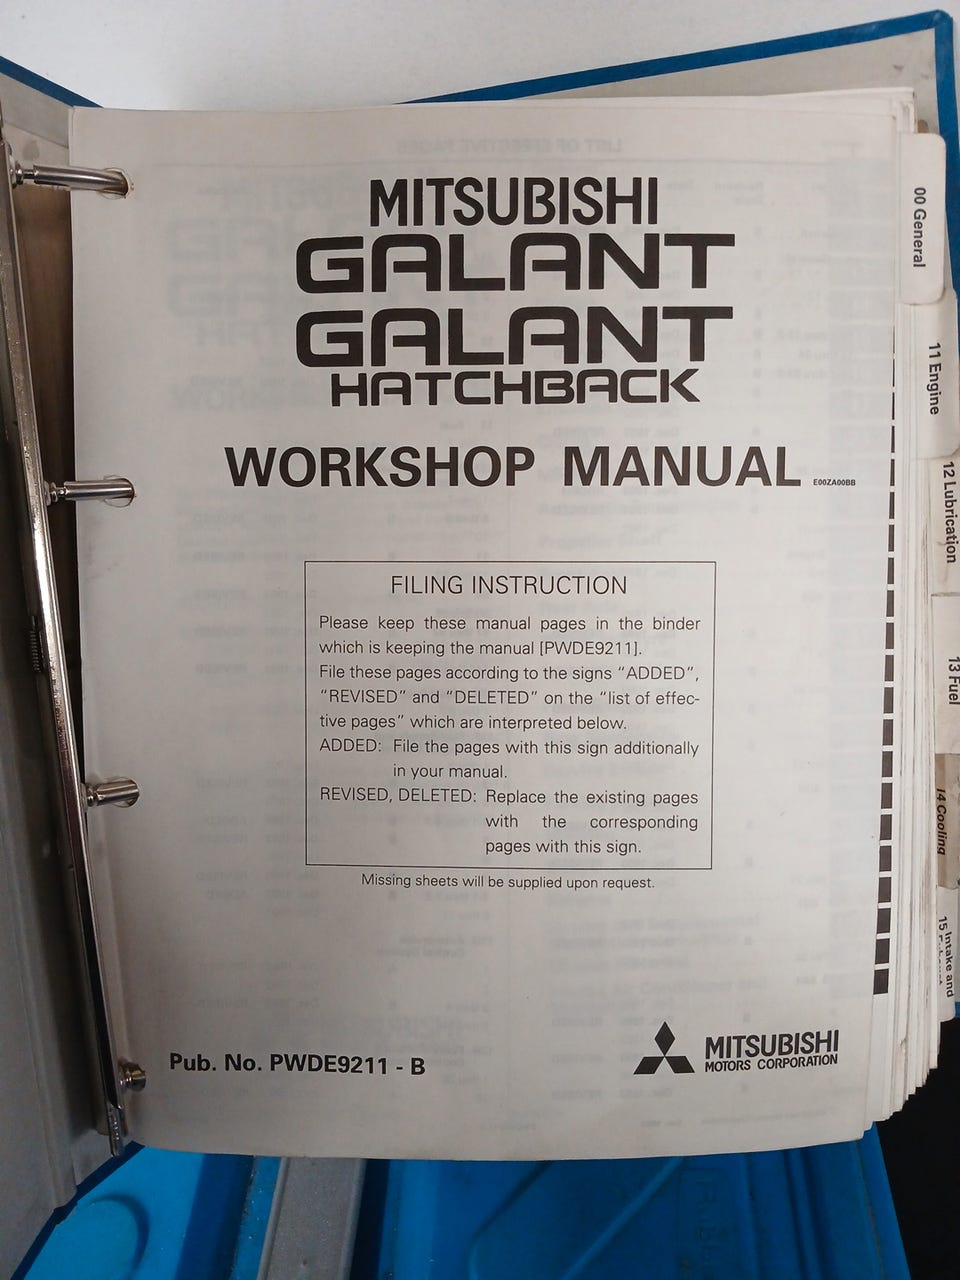 MITSUBISHI
GALANT
GALANT
HATCHBACK
WORKSHOP MANUAL E00ZA00BB
FILING INSTRUCTION
Please keep these manual pages in the binder
which is keeping the manual [PWDE9211].
File these pages according to the signs “ADDED”,
“REVISED” and “DELETED” on the “list of effec-
tive pages” which are interpreted below.
ADDED: File the pages with this sign additionally
in your manual.
REVISED, DELETED: Replace the existing pages
with the corresponding
pages with this sign.
Missing sheets will be supplied upon request.
Pub. No. PWDE9211 - B
MITSUBISHI
MOTORS CORPORATION
00 General
11 Engine
12 Lubrication
13 Fuel
14 Cooling
15 Intake and